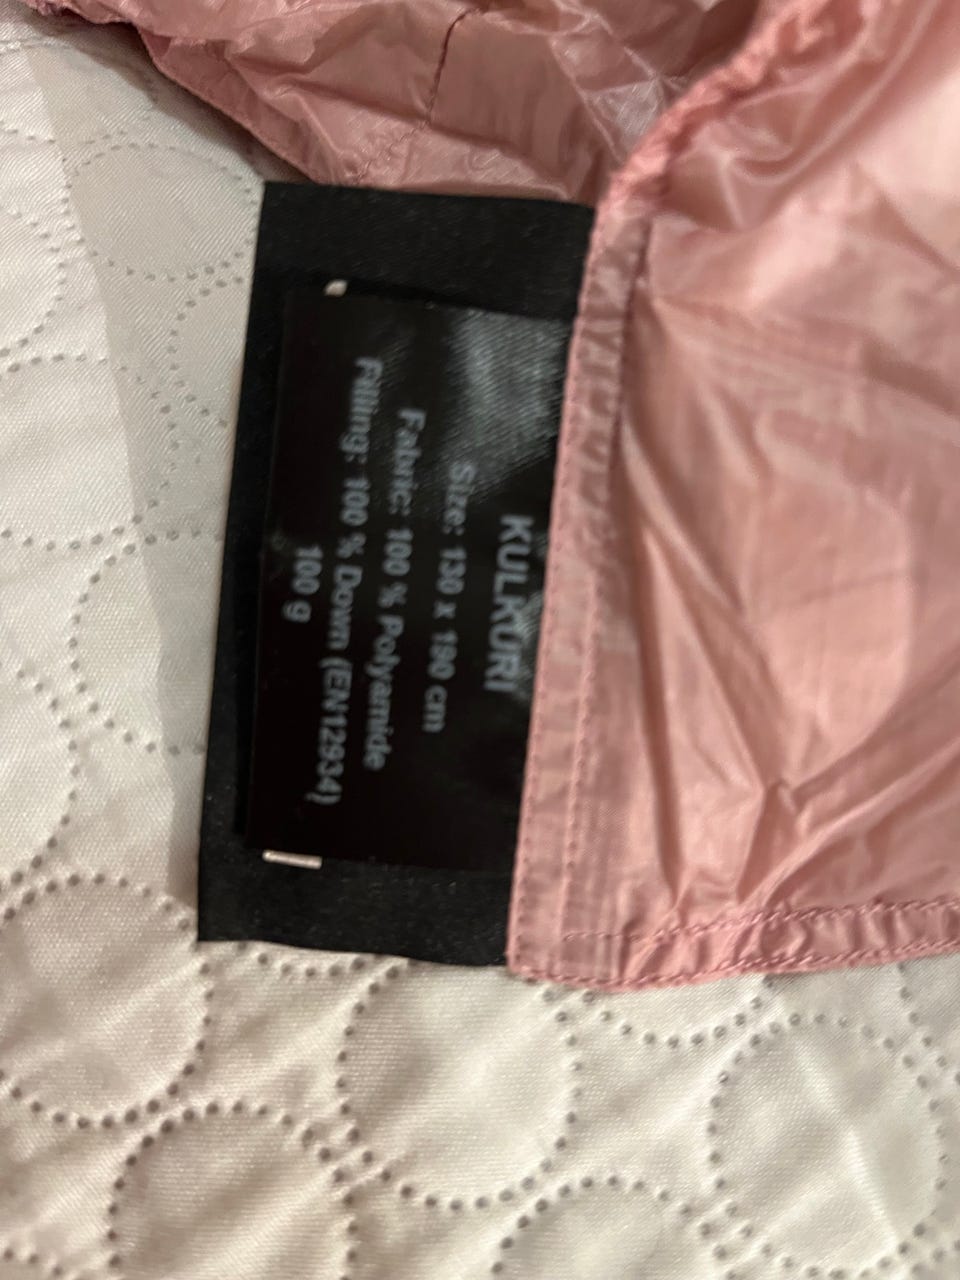 KULKURI
Size: 130 x 190 cm
Fabric: 100 % Polyamide
Filling: 100 % Down (EN12934)
100 g